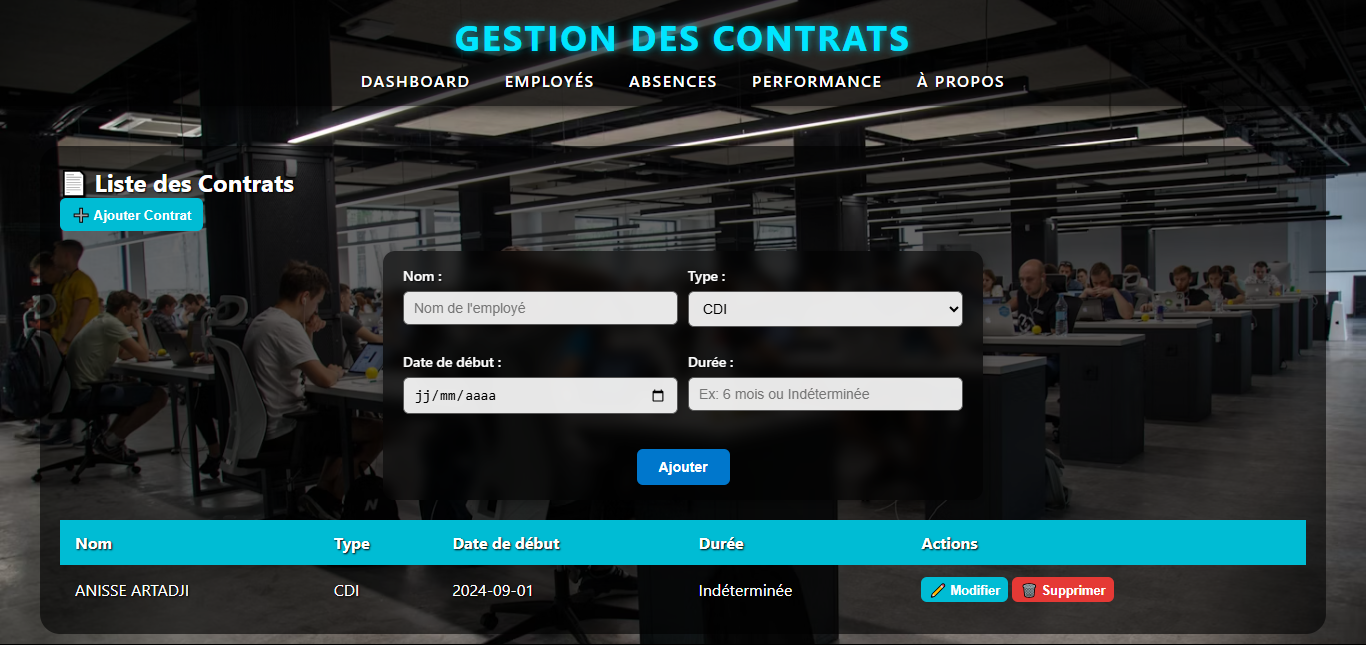 GESTION DES CONTRATS
DASHBOARD EMPLOYÉS ABSENCES PERFORMANCE À PROPOS
Liste des Contrats
Ajouter Contrat
Nom : Type :
Nom de l'employé CDI
Date de début : Durée :
jj/mm/aaaa Ex: 6 mois ou Indéterminée
Ajouter
Nom Type Date de début Durée Actions
ANISSE ARTADJI CDI 2024-09-01 Indéterminée Modifier Supprimer